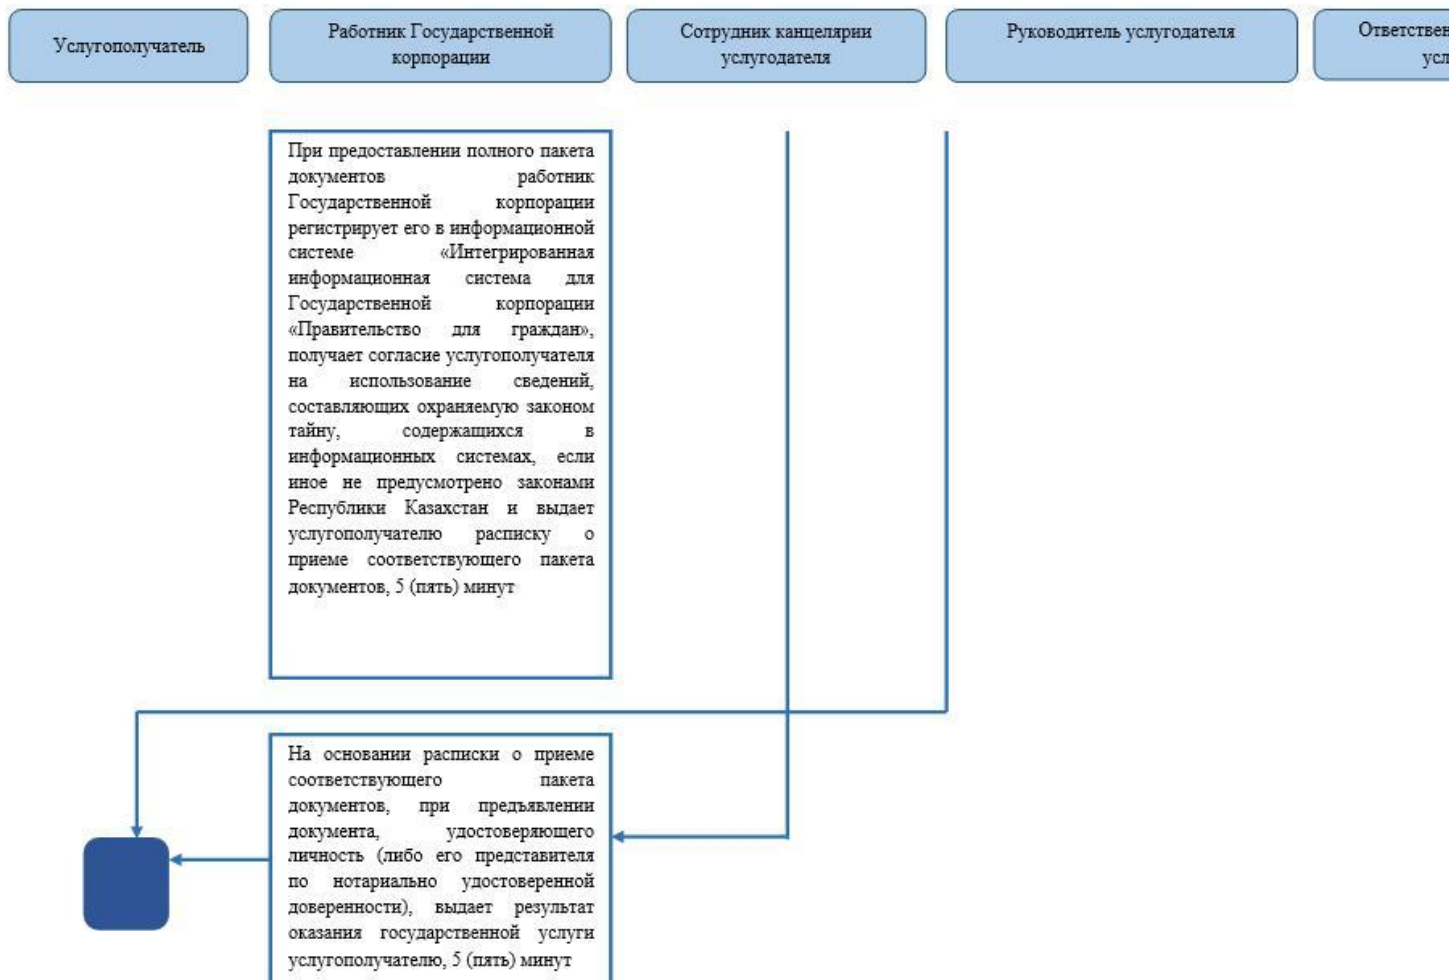 Услугополучатель
Работник Государственной
корпорации
Сотрудник канцелярии
услугодателя
Руководитель услугодателя
При предоставлении полного пакета
документов работник
Государственной корпорации
регистрирует его в информационной
системе «Интегрированная
информационная система для
Государственной корпорации
«Правительство для граждан»,
получает согласие услугополучателя
на использование сведений,
составляющих охраняемую законом
тайну, содержащихся в
информационных системах, если
иное не предусмотрено законами
Республики Казахстан и выдает
услугополучателю расписку о
приеме соответствующего пакета
документов, 5 (пять) минут
На основании расписки о приеме
соответствующего пакета
документов, при предъявлении
документа, удостоверяющего
личность (либо его представителя
по нотариально удостоверенной
доверенности), выдает результат
оказания государственной услуги
услугополучателю, 5 (пять) минут